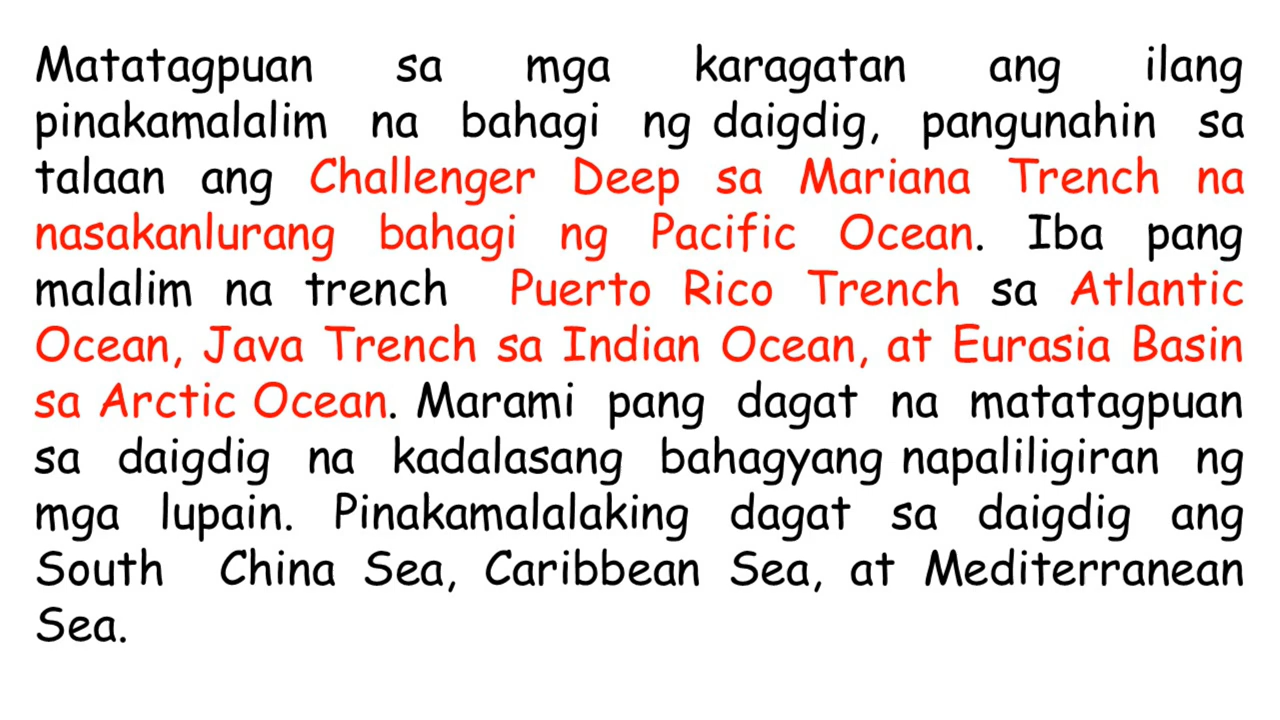 Matatagpuan sa mga karagatan ang ilang
pinakamalalim na bahagi ng daigdig, pangunahin sa
talaan ang Challenger Deep sa Mariana Trench na
nasakanlurang bahagi ng Pacific Ocean. Iba pang
malalim na trench Puerto Rico Trench sa Atlantic
Ocean, Java Trench sa Indian Ocean, at Eurasia Basin
sa Arctic Ocean. Marami pang dagat na matatagpuan
sa daigdig na kadalasang bahagyang napaliligiran ng
mga lupain. Pinakamalalaking dagat sa daigdig ang
South China Sea, Caribbean Sea, at Mediterranean
Sea.